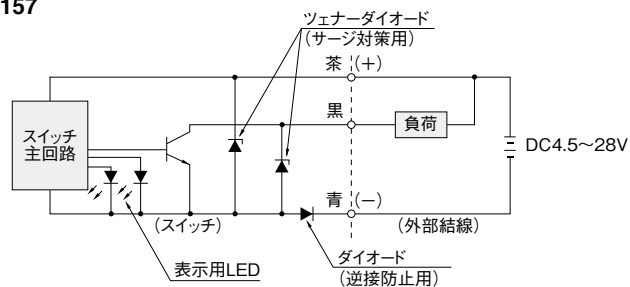 157
ツェナーダイオード
(サージ対策用)
茶 (+)
黒
負荷
スイッチ
主回路
DC4.5〜28V
青 (−)
(スイッチ)
(外部結線)
表示用LED
ダイオード
(逆接防止用)